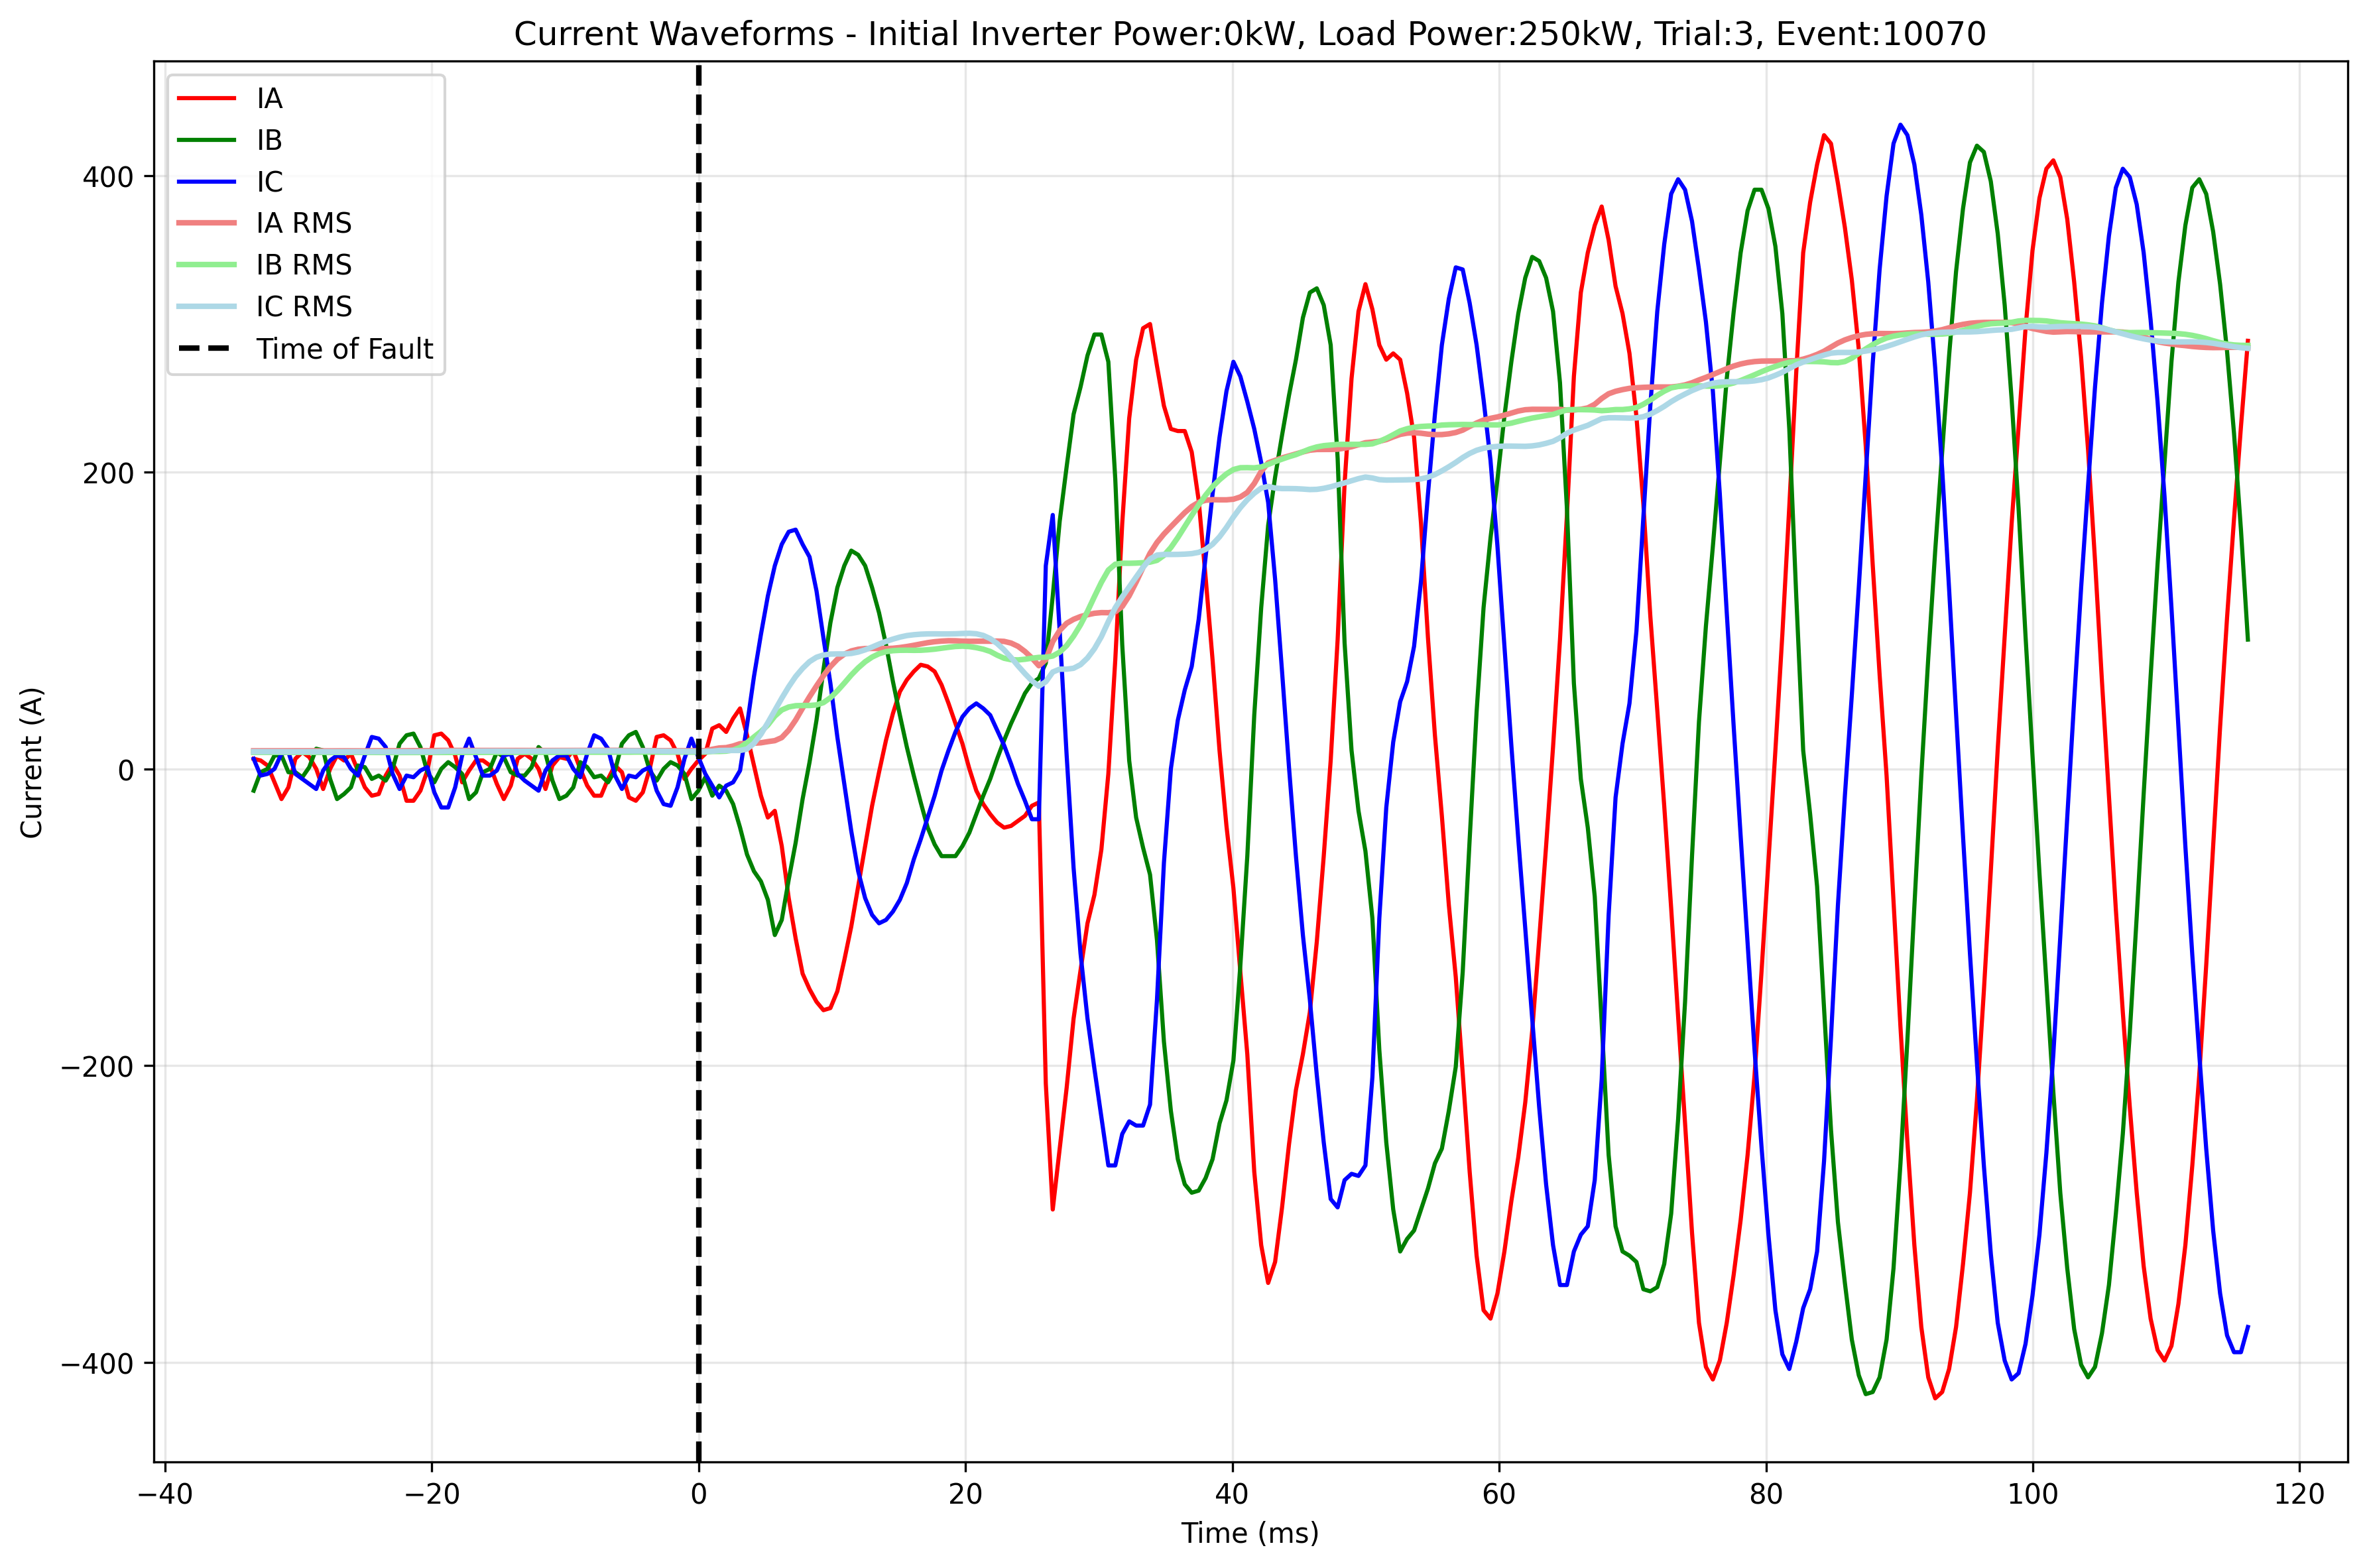 Current Waveforms - Initial Inverter Power:0kW, Load Power:250kW, Trial:3, Event:10070
IA
IB
IC
IA RMS
IB RMS
IC RMS
Time of Fault
Current (A)
400
200
0
−200
−400
−40
−20
0
20
40
60
80
100
120
Time (ms)